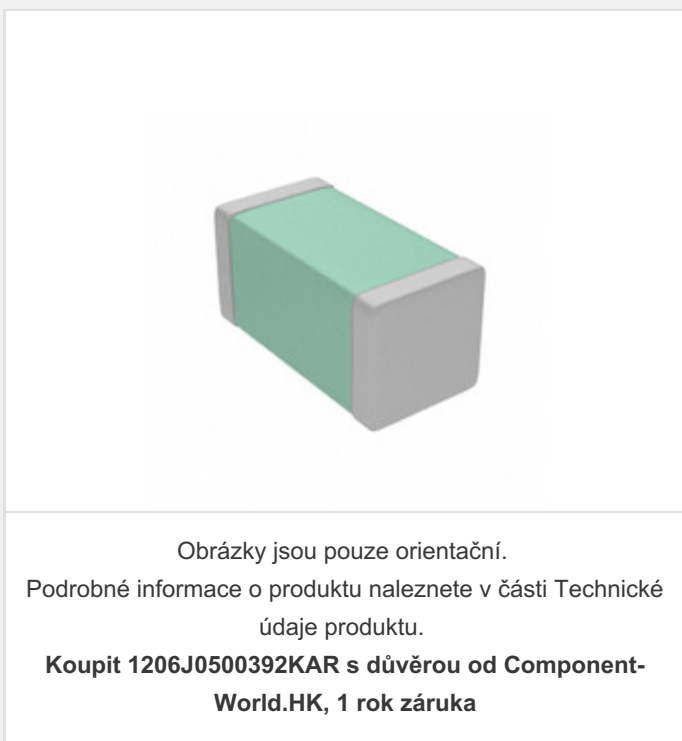 Obrázky jsou pouze orientační.
Podrobné informace o produktu naleznete v části Technické
údaje produktu.
Koupit 1206J0500392KAR s důvěrou od Component-
World.HK, 1 rok záruka